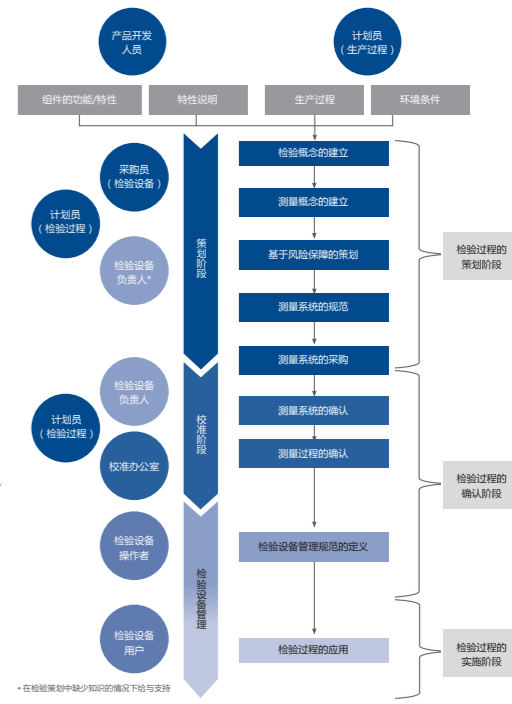 产品开发
人员
计划员
（生产过程）
组件的功能/特性
特性说明
生产过程
环境条件
采购员
（检验设备）
计划员
（检验过程）
检验设备
负责人*
策划阶段
检验概念的建立
测量概念的建立
基于风险保障的策划
测量系统的规范
测量系统的采购
检验过程的
策划阶段
检验设备
负责人
计划员
（检验过程）
校准办公室
校准阶段
测量系统的确认
测量过程的确认
检验过程的
确认阶段
检验设备
操作者
检验设备
用户
检验设备管理
检验设备管理规范的定义
检验过程的应用
检验过程的
实施阶段
* 在检验策划中缺少知识的情况下给与支持